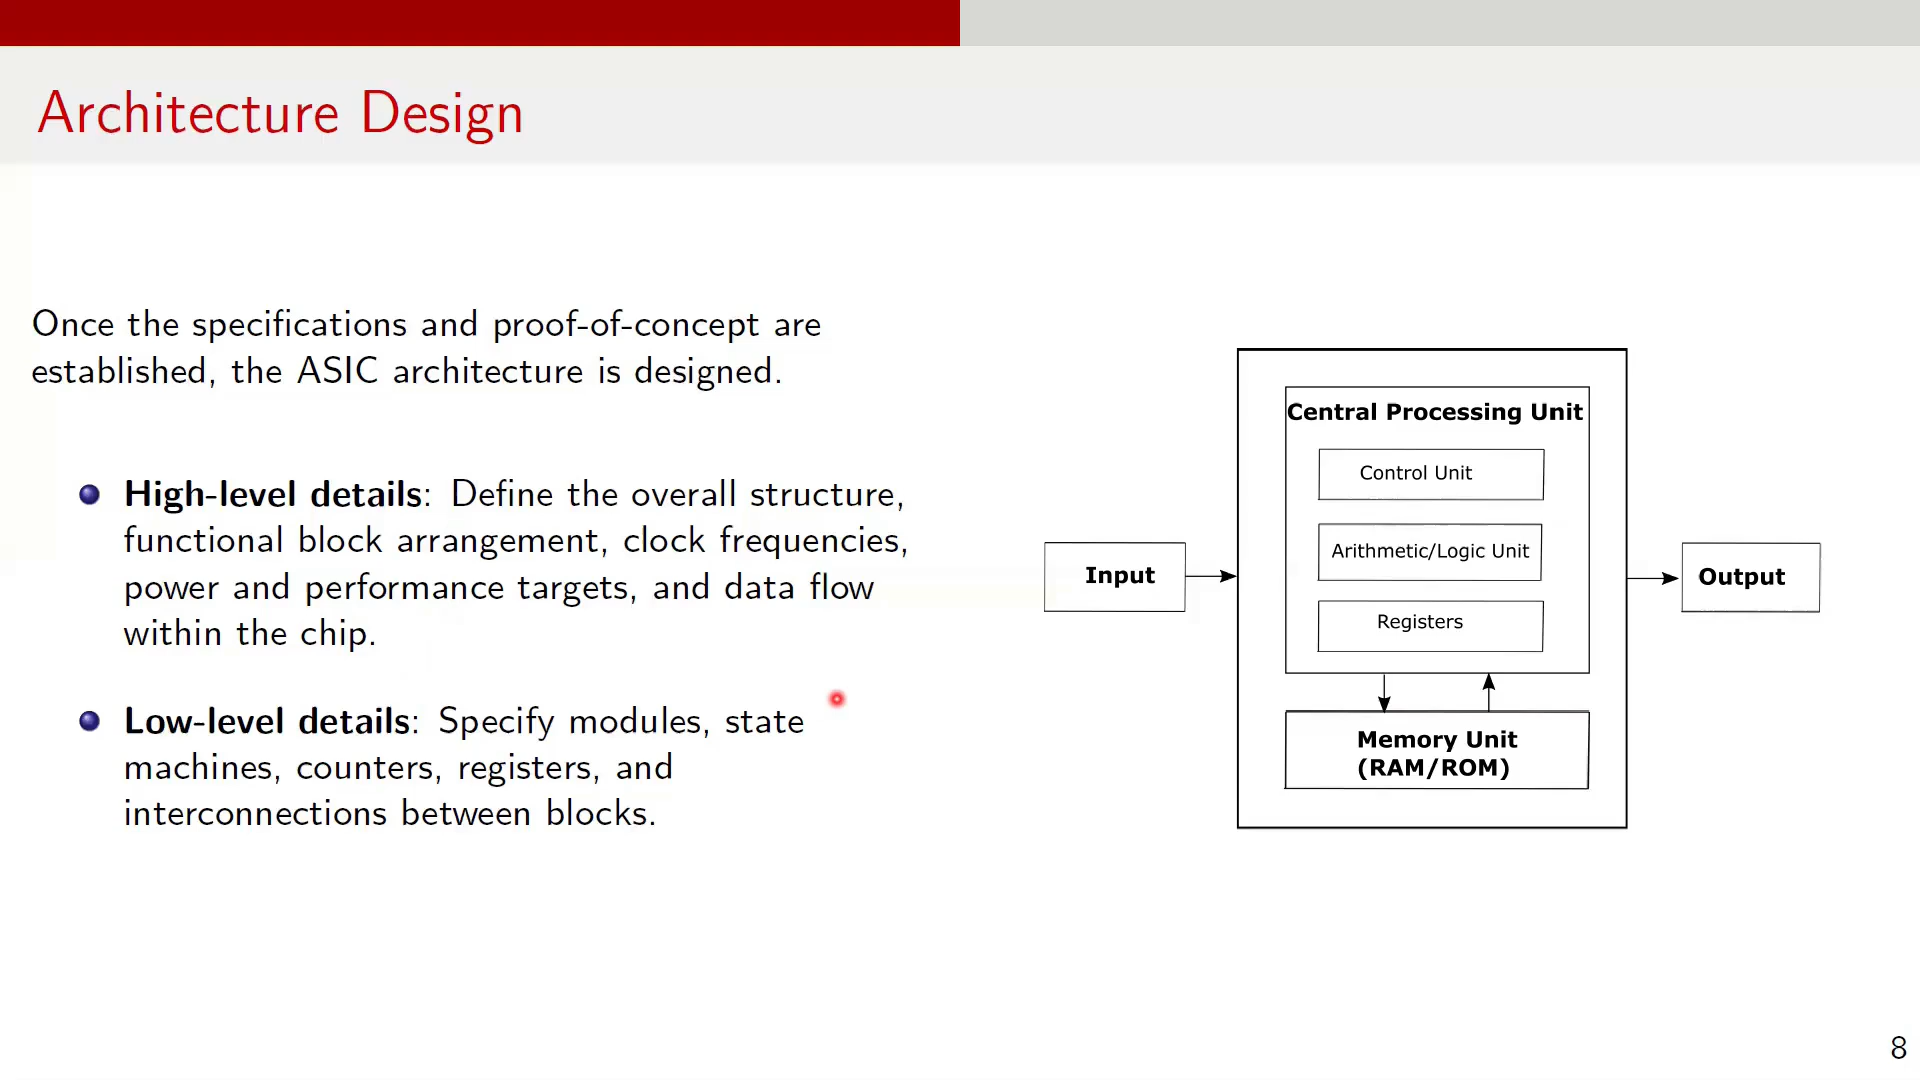 Architecture Design
Once the specifications and proof-of-concept are
established, the ASIC architecture is designed.
High-level details: Define the overall structure,
functional block arrangement, clock frequencies,
power and performance targets, and data flow
within the chip.
Low-level details: Specify modules, state
machines, counters, registers, and
interconnections between blocks.
Input
Central Processing Unit
Control Unit
Arithmetic/Logic Unit
Registers
Memory Unit
(RAM/ROM)
Output
8